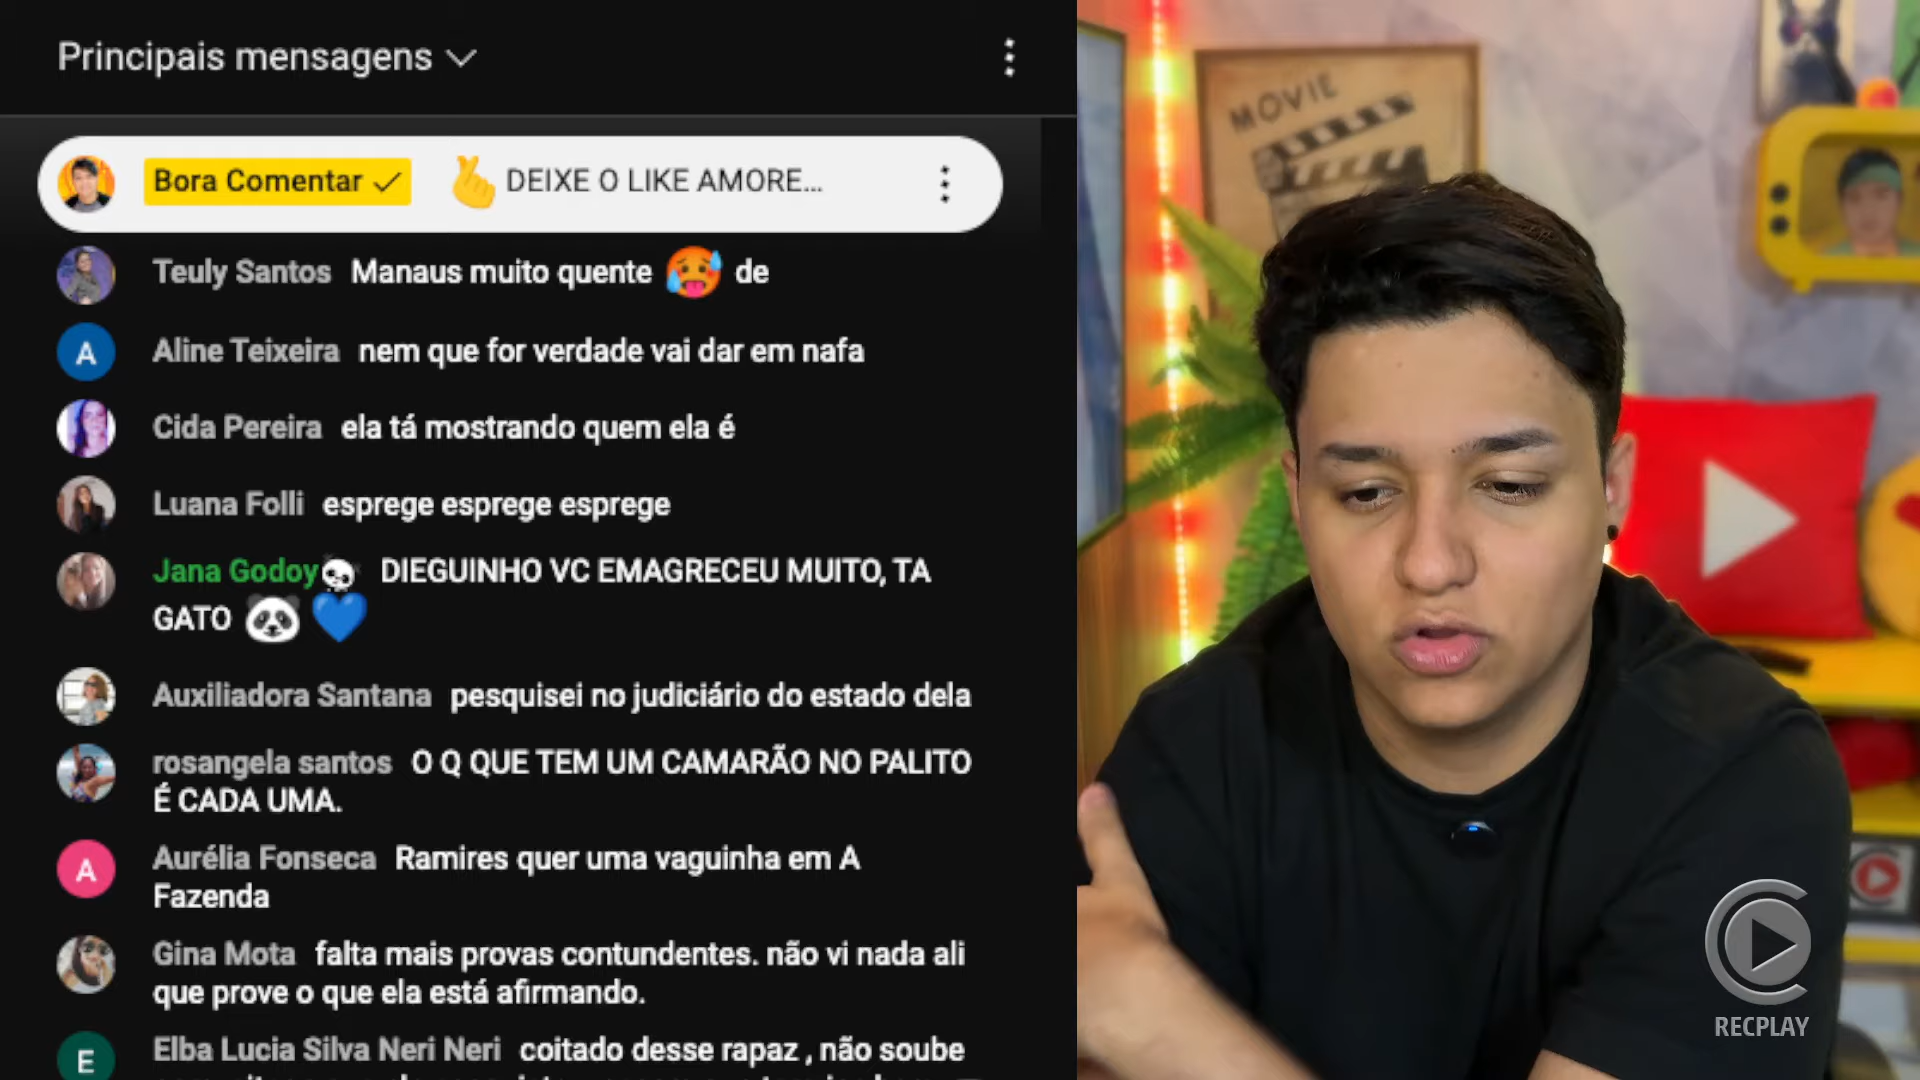 Principais mensagens
MOVIE
Bora Comentar DEIXE O LIKE AMORE...
Teuly Santos Manaus muito quente 🥵 de
A Aline Teixeira nem que for verdade vai dar em nafa
Cida Pereira ela tá mostrando quem ela é
Luana Folli esprege esprege esprege
Jana Godoy🐼 DIEGUINHO VC EMAGRECEU MUITO, TA
GATO 🐼 💙
Auxiliadora Santana pesquisei no judiciário do estado dela
rosangela santos O Q QUE TEM UM CAMARÃO NO PALITO
É CADA UMA.
A Aurélia Fonseca Ramires quer uma vaguinha em A
Fazenda
Gina Mota falta mais provas contundentes. não vi nada ali
que prove o que ela está afirmando.
E Elba Lucia Silva Neri Neri coitado desse rapaz , não soube
RECPLAY